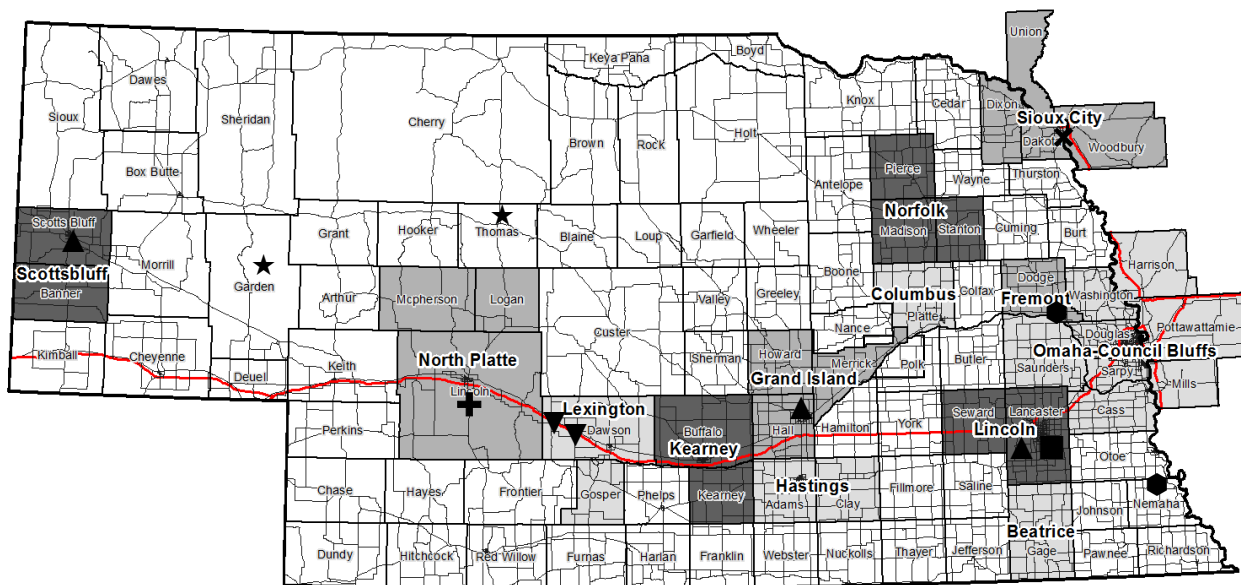 Union
Boyd
Keya Paha
Dawes
Knox
Cedar
Dixon
Sioux
Sheridan
Cherry
Sioux City
Holt
Brown
Rock
Dakota
Woodbury
Box Butte
Pierce
Antelope
Wayne
Thurston
Scotts Bluff
Norfolk
Grant
Hooker
Thomas
Blaine
Loup
Garfield
Wheeler
Madison
Stanton
Cuming
Burt
Morrill
Scottsbluff
Garden
Banner
Boone
Harrison
Arthur
Mcpherson
Logan
Valley
Greeley
Columbus
Colfax
Dodge
Fremont
Washington
Platte
Custer
Nance
Douglas
Pottawattamie
Kimball
Cheyenne
North Platte
Sherman
Howard
Merrick
Polk
Butler
Omaha-Council Bluffs
Saunders
Deuel
Keith
Grand Island
Sarpy
Mills
Lincoln
Lexington
Seward
Lancaster
Cass
Perkins
Dawson
Buffalo
Hall
Hamilton
York
Lincoln
Kearney
Otoe
Chase
Hayes
Frontier
Gosper
Phelps
Kearney
Hastings
Adams
Clay
Fillmore
Saline
Nemaha
Johnson
Beatrice
Dundy
Hitchcock
Red Willow
Furnas
Harlan
Franklin
Webster
Nuckolls
Thayer
Jefferson
Gage
Pawnee
Richardson